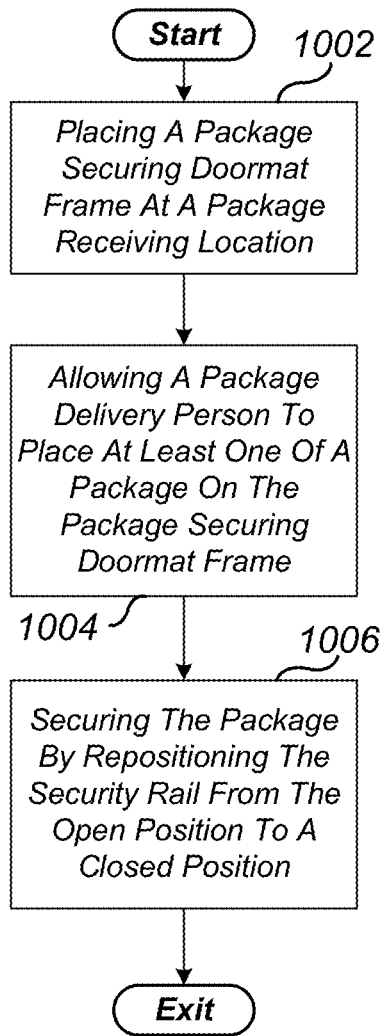 Start
1002
Placing A Package
Securing Doormat
Frame At A Package
Receiving Location
Allowing A Package
Delivery Person To
Place At Least One Of A
Package On The
Package Securing
Doormat Frame
1004
1006
Securing The Package
By Repositioning The
Security Rail From The
Open Position To A
Closed Position
Exit